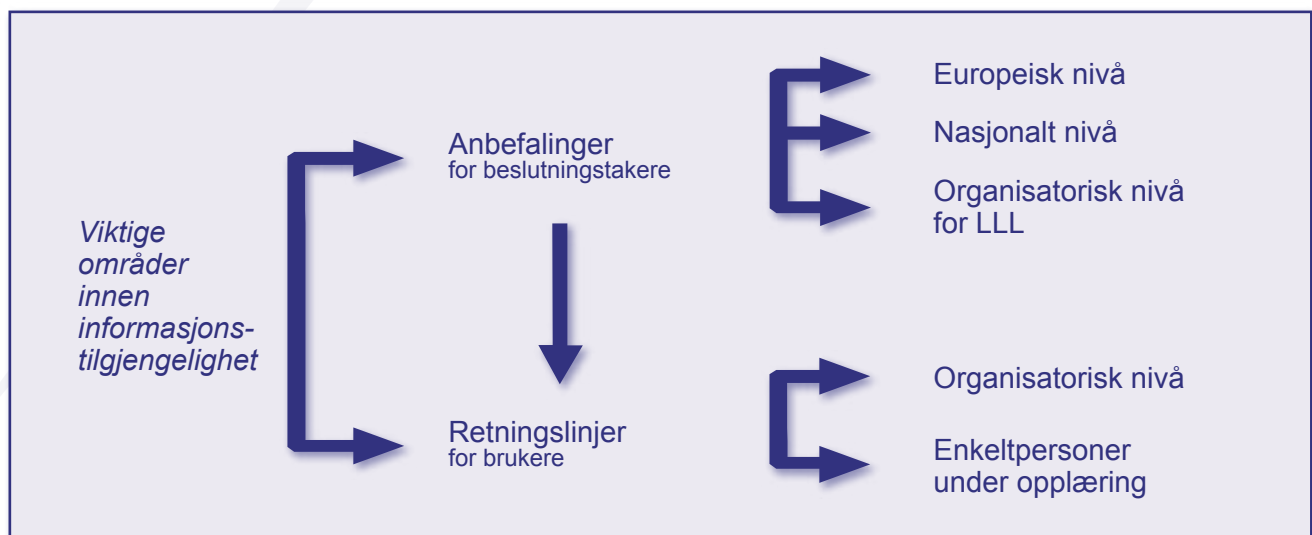 Viktige
områder
innen
informasjons-
tilgjengelighet
Anbefalinger
for beslutningstakere
Retningslinjer
for brukere
Europeisk nivå
Nasjonalt nivå
Organisatorisk nivå
for LLL
Organisatorisk nivå
Enkeltpersoner
under opplæring